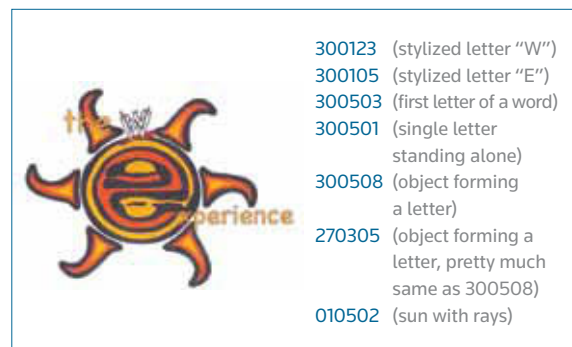 the W
e
xperience
300123 (stylized letter “W”)
300105 (stylized letter “E”)
300503 (first letter of a word)
300501 (single letter
standing alone)
300508 (object forming
a letter)
270305 (object forming a
letter, pretty much
same as 300508)
010502 (sun with rays)